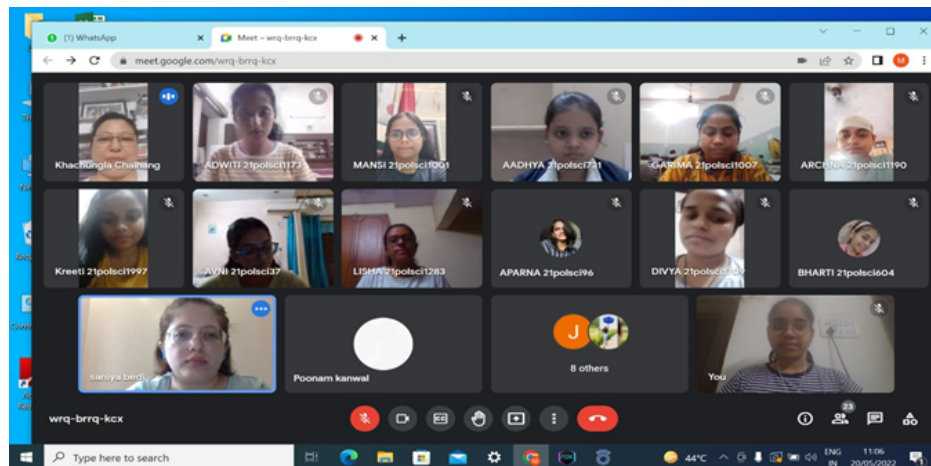 (1) WhatsApp
Meet – wrq-brrq-kcx
meet.google.com/wrq-brrq-kcx
M
Khachungla Chaihang
ADWITI 21polsci1173
MANSI 21polsci1001
AADHYA 21polsci731
GARIMA 21polsci1007
ARCHNA 21polsci1190
Kreeti 21polsci1997
AVNI 21polsci37
LISHA 21polsci1283
APARNA 21polsci96
DIVYA
BHARTI 21polsci604
saniya bedi
Poonam kanwal
J
8 others
You
wrq-brrq-kcx
23
Type here to search
44°C
ENG
IN
11:06
20/05/2022